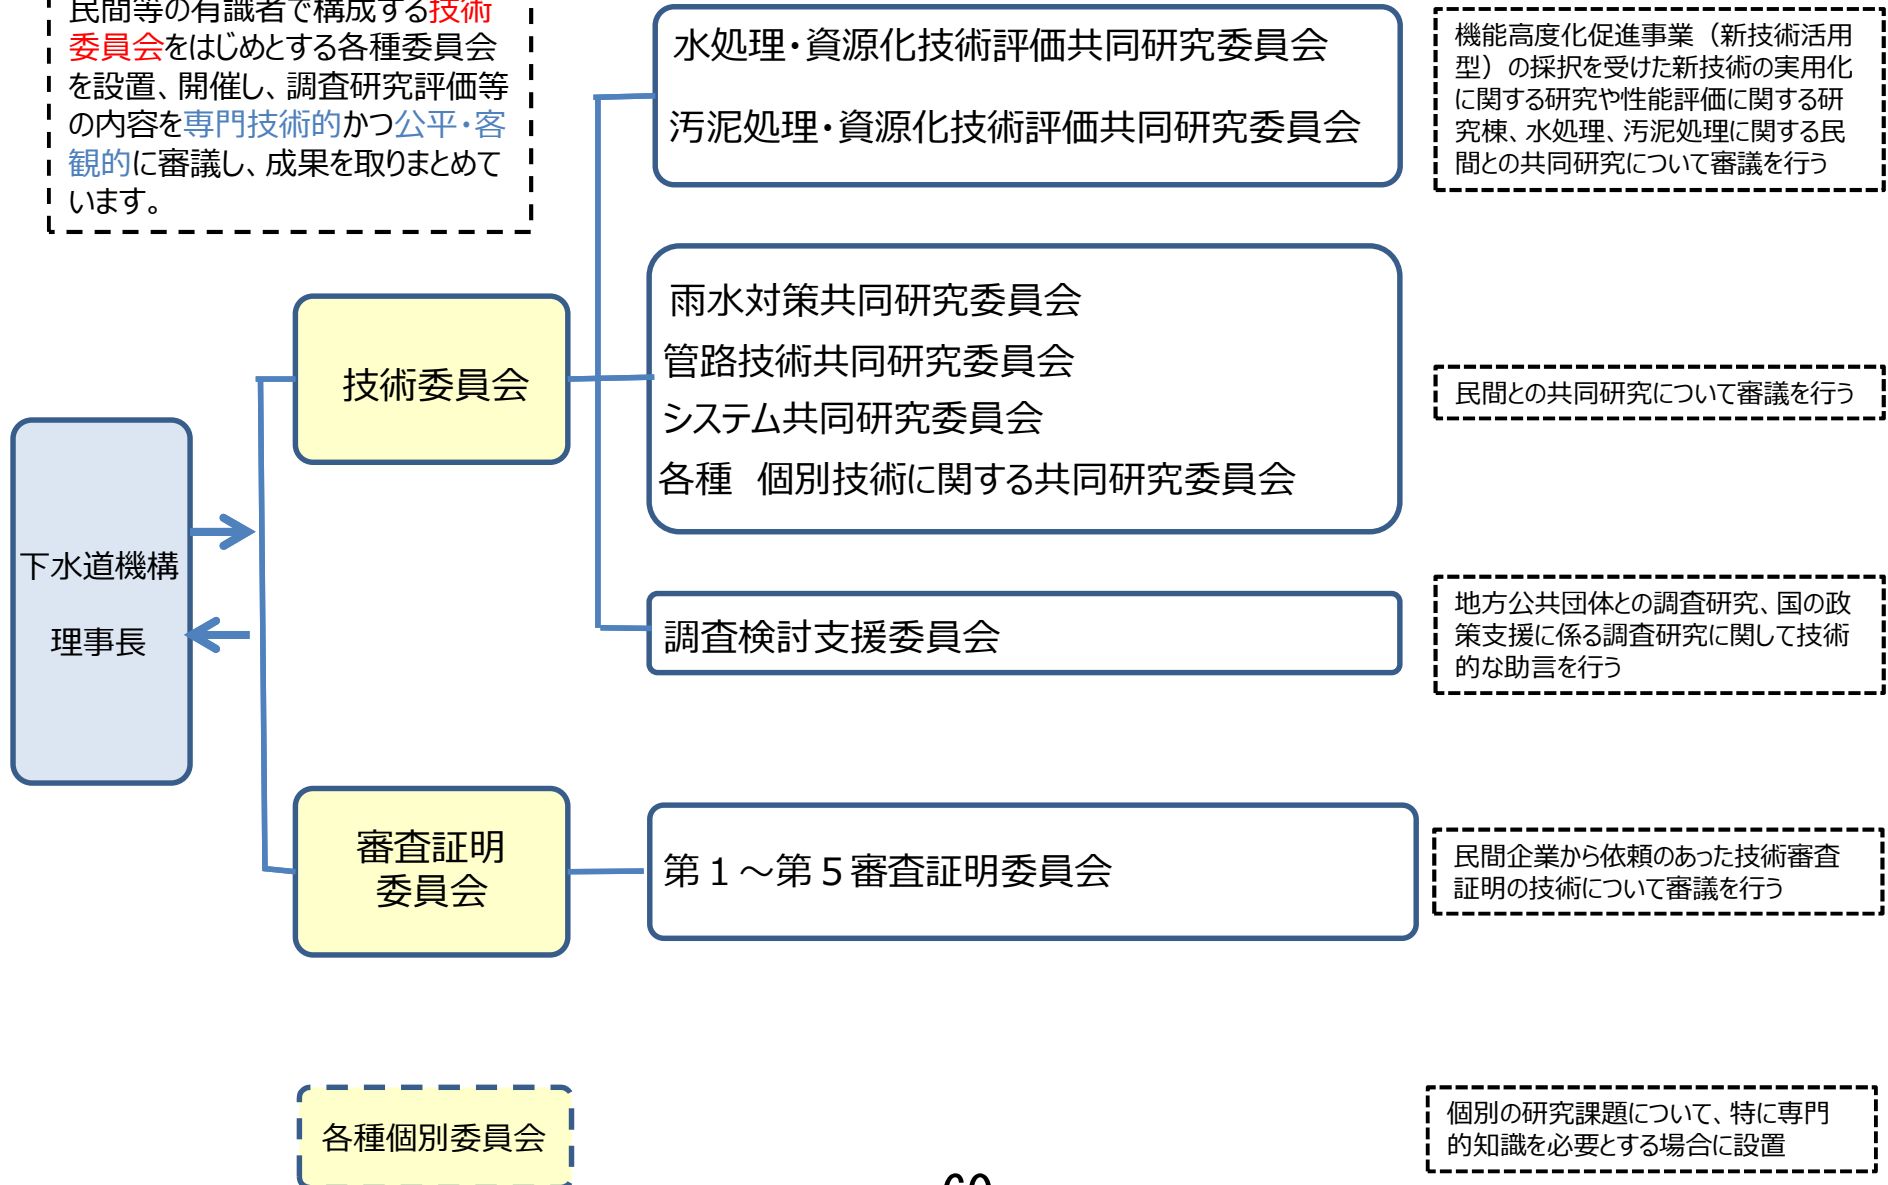 民間等の有識者で構成する技術
委員会をはじめとする各種委員会
を設置、開催し、調査研究評価等
の内容を専門技術的かつ公平・客
観的に審議し、成果を取りまとめて
います。
水処理・資源化技術評価共同研究委員会
汚泥処理・資源化技術評価共同研究委員会
機能高度化促進事業（新技術活用
型）の採択を受けた新技術の実用化
に関する研究や性能評価に関する研
究棟、水処理、汚泥処理に関する民
間との共同研究について審議を行う
技術委員会
雨水対策共同研究委員会
管路技術共同研究委員会
システム共同研究委員会
各種　個別技術に関する共同研究委員会
民間との共同研究について審議を行う
下水道機構
理事長
調査検討支援委員会
地方公共団体との調査研究、国の政
策支援に係る調査研究に関して技術
的な助言を行う
審査証明
委員会
第１～第５審査証明委員会
民間企業から依頼のあった技術審査
証明の技術について審議を行う
各種個別委員会
個別の研究課題について、特に専門
的知識を必要とする場合に設置